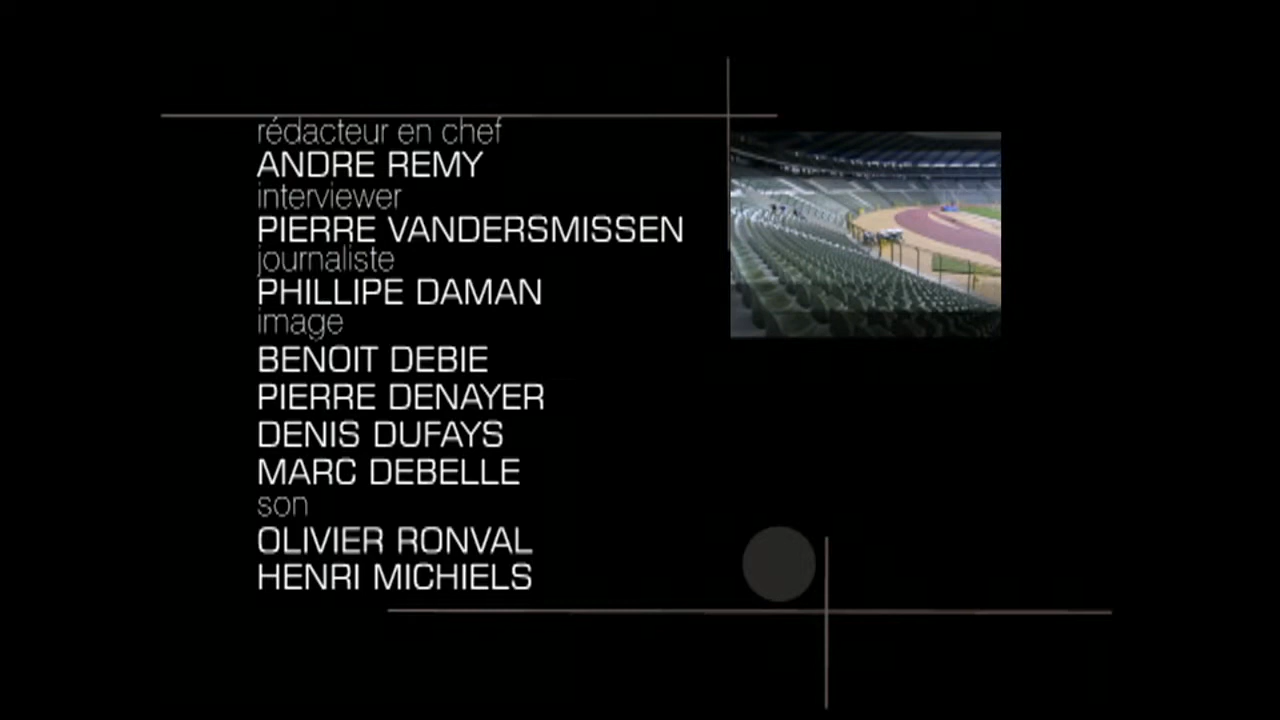 rédacteur en chef
ANDRE REMY
interviewer
PIERRE VANDERSMISSEN
journaliste
PHILLIPE DAMAN
image
BENOIT DEBIE
PIERRE DENAYER
DENIS DUFAYS
MARC DEBELLE
son
OLIVIER RONVAL
HENRI MICHIELS